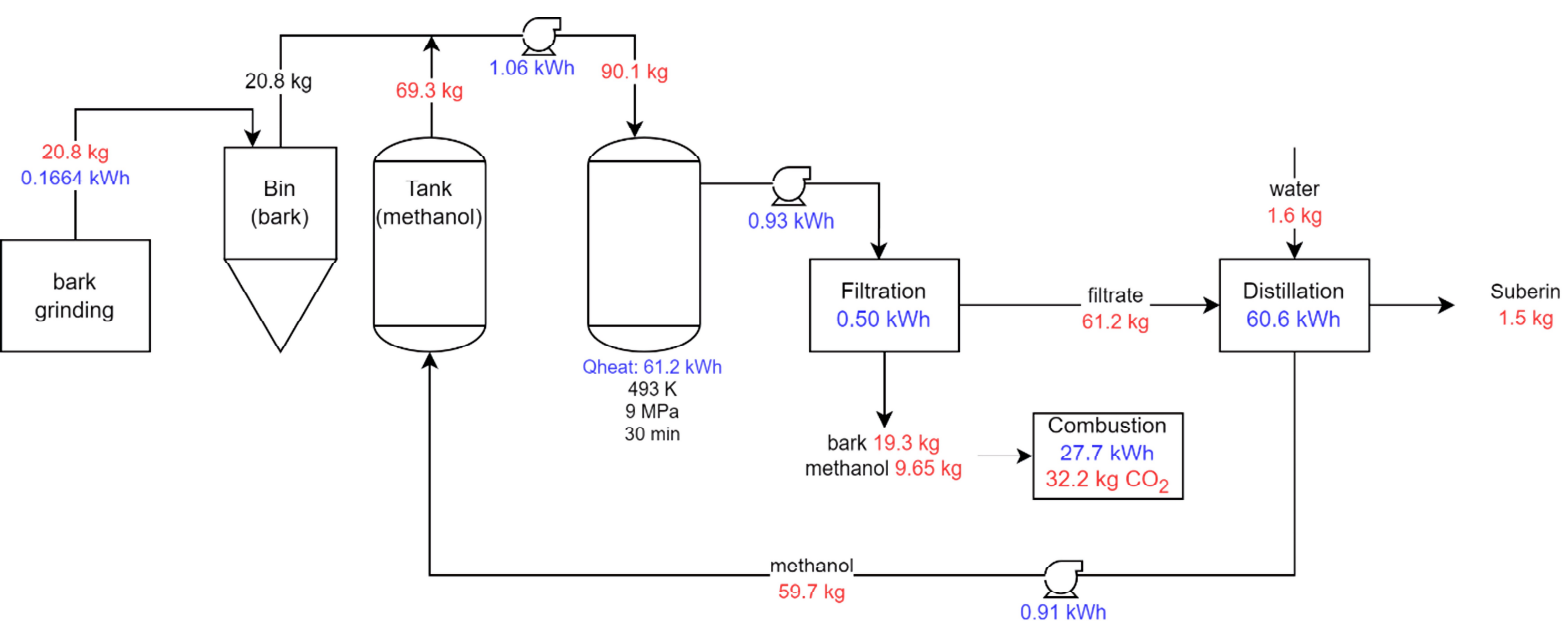 1.06 kWh
20.8 kg
69.3 kg
90.1 kg
20.8 kg
0.1664 kWh
Bin
(bark)
Tank
(methanol)
0.93 kWh
water
1.6 kg
bark
grinding
Filtration
0.50 kWh
filtrate
61.2 kg
Distillation
60.6 kWh
Suberin
1.5 kg
Qheat: 61.2 kWh
493 K
9 MPa
30 min
bark 19.3 kg
methanol 9.65 kg
Combustion
27.7 kWh
32.2 kg CO₂
methanol
59.7 kg
0.91 kWh